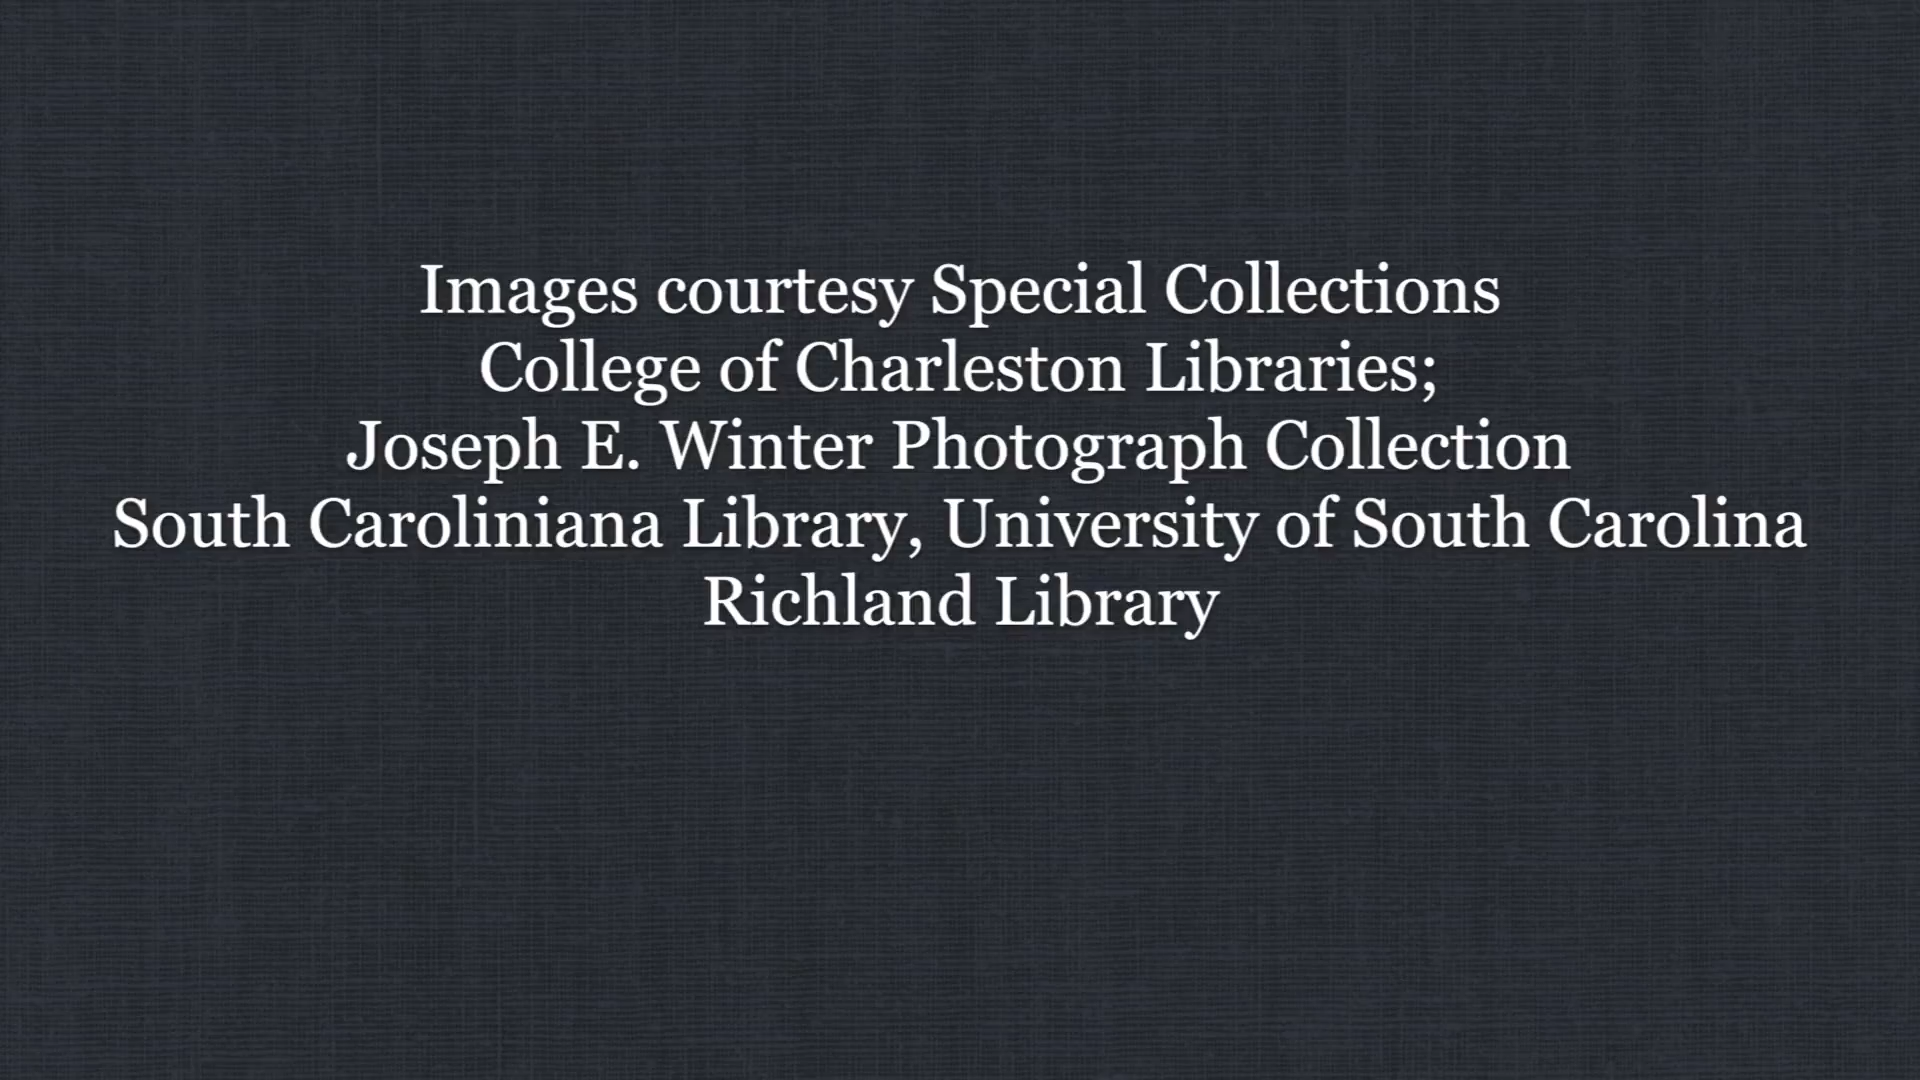 Images courtesy Special Collections
College of Charleston Libraries;
Joseph E. Winter Photograph Collection
South Caroliniana Library, University of South Carolina
Richland Library